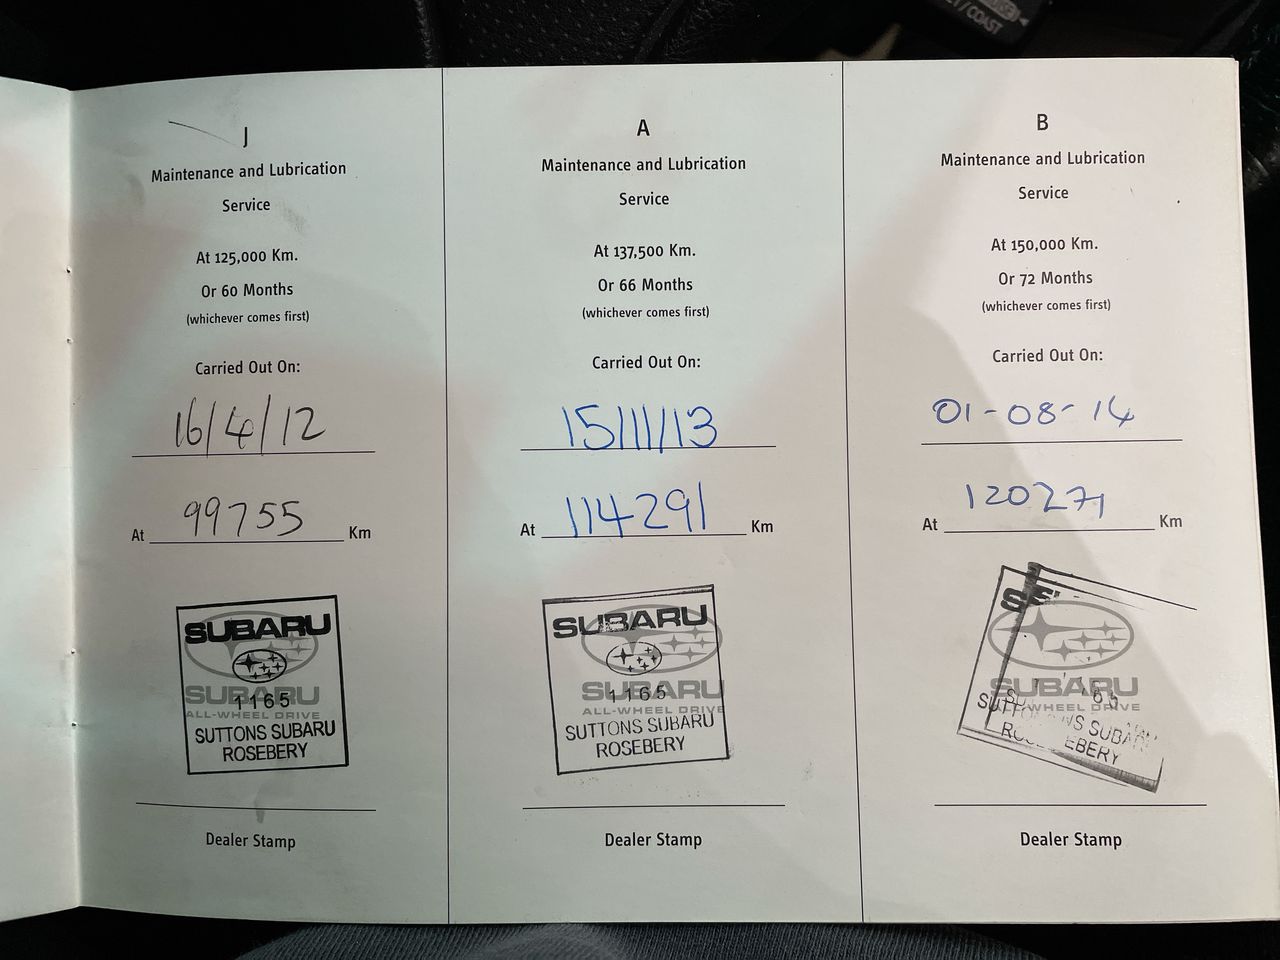 T/COAST
J
Maintenance and Lubrication
Service
At 125,000 Km.
Or 60 Months
(whichever comes first)
Carried Out On:
16/4/12
At 99755 Km
SUBARU
1165
SUBARU
ALL-WHEEL DRIVE
SUTTONS SUBARU
ROSEBERY
Dealer Stamp
A
Maintenance and Lubrication
Service
At 137,500 Km.
Or 66 Months
(whichever comes first)
Carried Out On:
15/11/13
At 114291 Km
SUBARU
1165
SUBARU
ALL-WHEEL DRIVE
SUTTONS SUBARU
ROSEBERY
Dealer Stamp
B
Maintenance and Lubrication
Service
At 150,000 Km.
Or 72 Months
(whichever comes first)
Carried Out On:
01-08-14
At 120271 Km
SUBARU
WHEEL DRIVE
Dealer Stamp